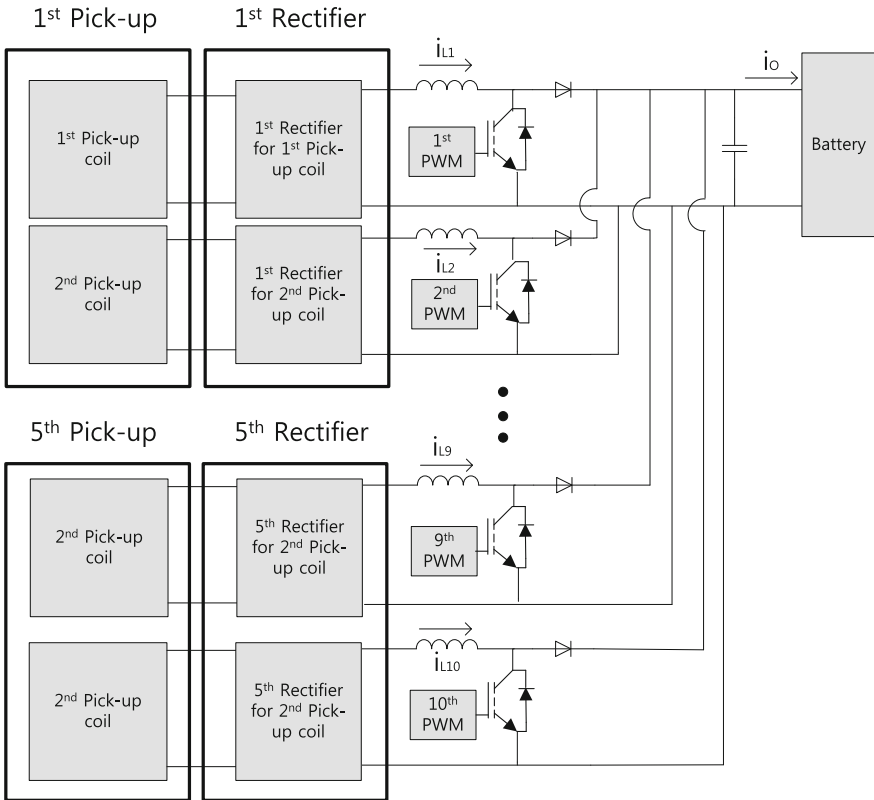 1st Pick-up
1st Rectifier
iL1
iO
1st Pick-up
coil
1st Rectifier
for 1st Pick-
up coil
1st
PWM
Battery
2nd Pick-up
coil
1st Rectifier
for 2nd Pick-
up coil
iL2
2nd
PWM
5th Pick-up
5th Rectifier
iL9
2nd Pick-up
coil
5th Rectifier
for 2nd Pick-
up coil
9th
PWM
2nd Pick-up
coil
5th Rectifier
for 2nd Pick-
up coil
iL10
10th
PWM